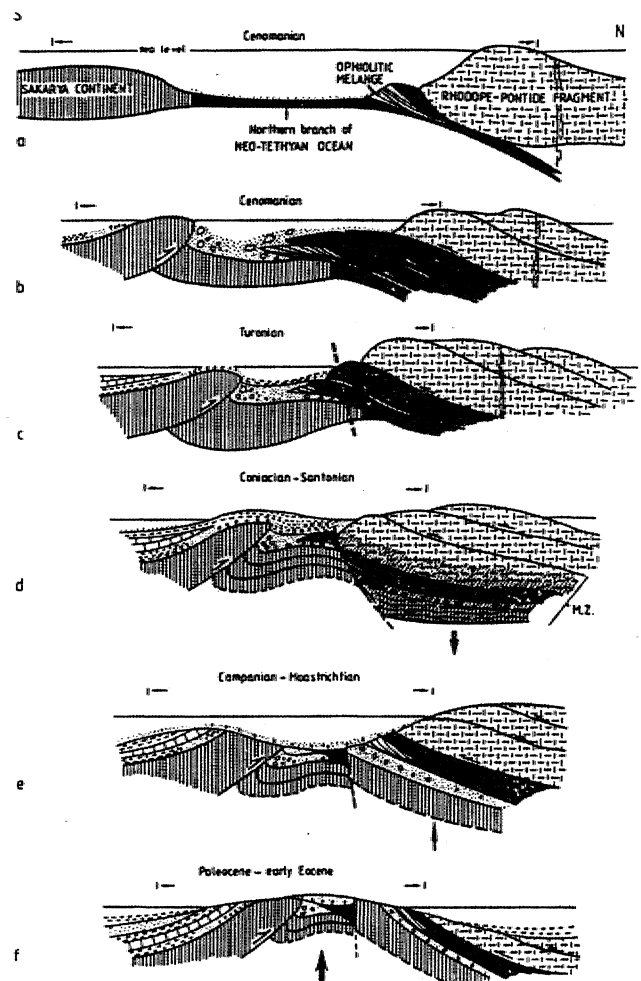 S
N
Cenomanian
sea level
OPHIOLITIC
MELANGE
SAKARYA CONTINENT
RHODOPE-PONTIDE FRAGMENT
Northern branch of
NEO-TETHYAN OCEAN
a
Cenomanian
b
Turonian
c
Coniacian-Santonian
d
M.Z.
Campanian-Maastrichtian
e
Paleocene - early Eocene
f